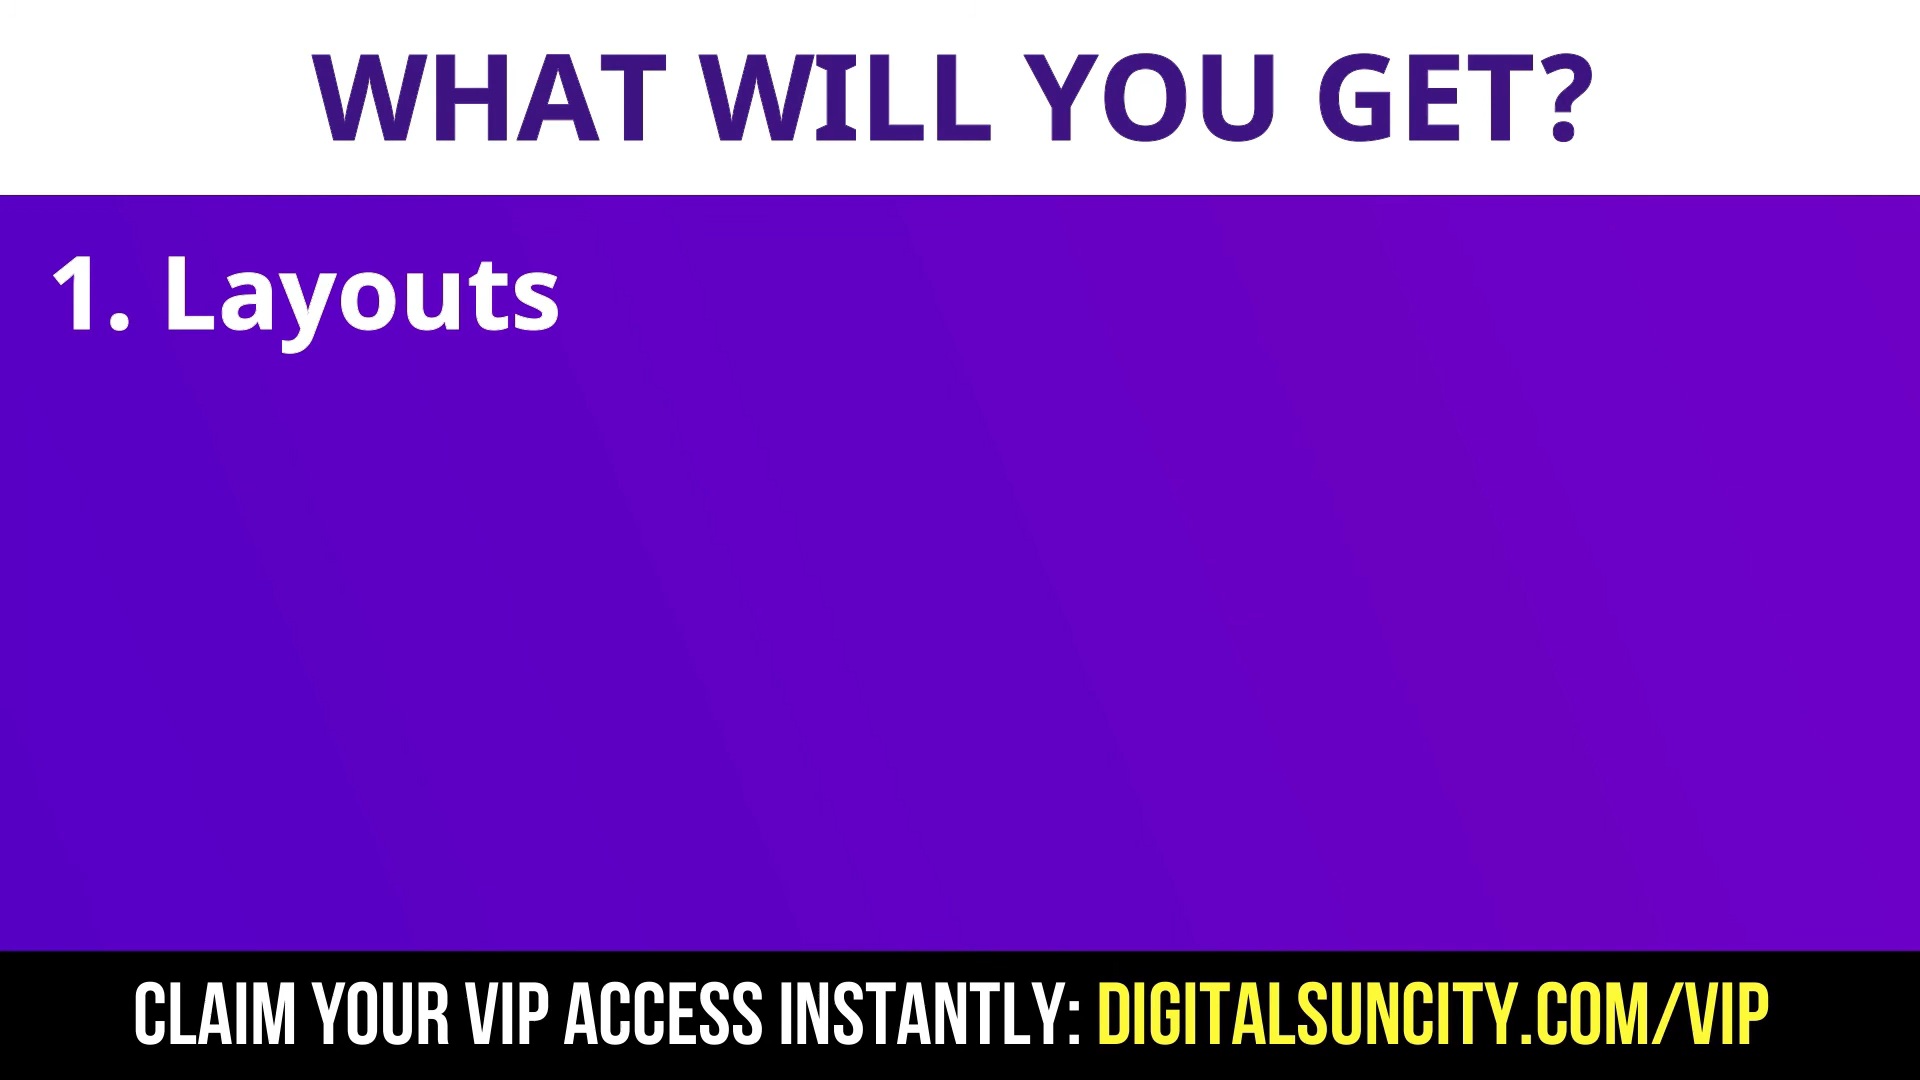 WHAT WILL YOU GET?
1. Layouts
CLAIM YOUR VIP ACCESS INSTANTLY: DIGITALSUNCITY.COM/VIP